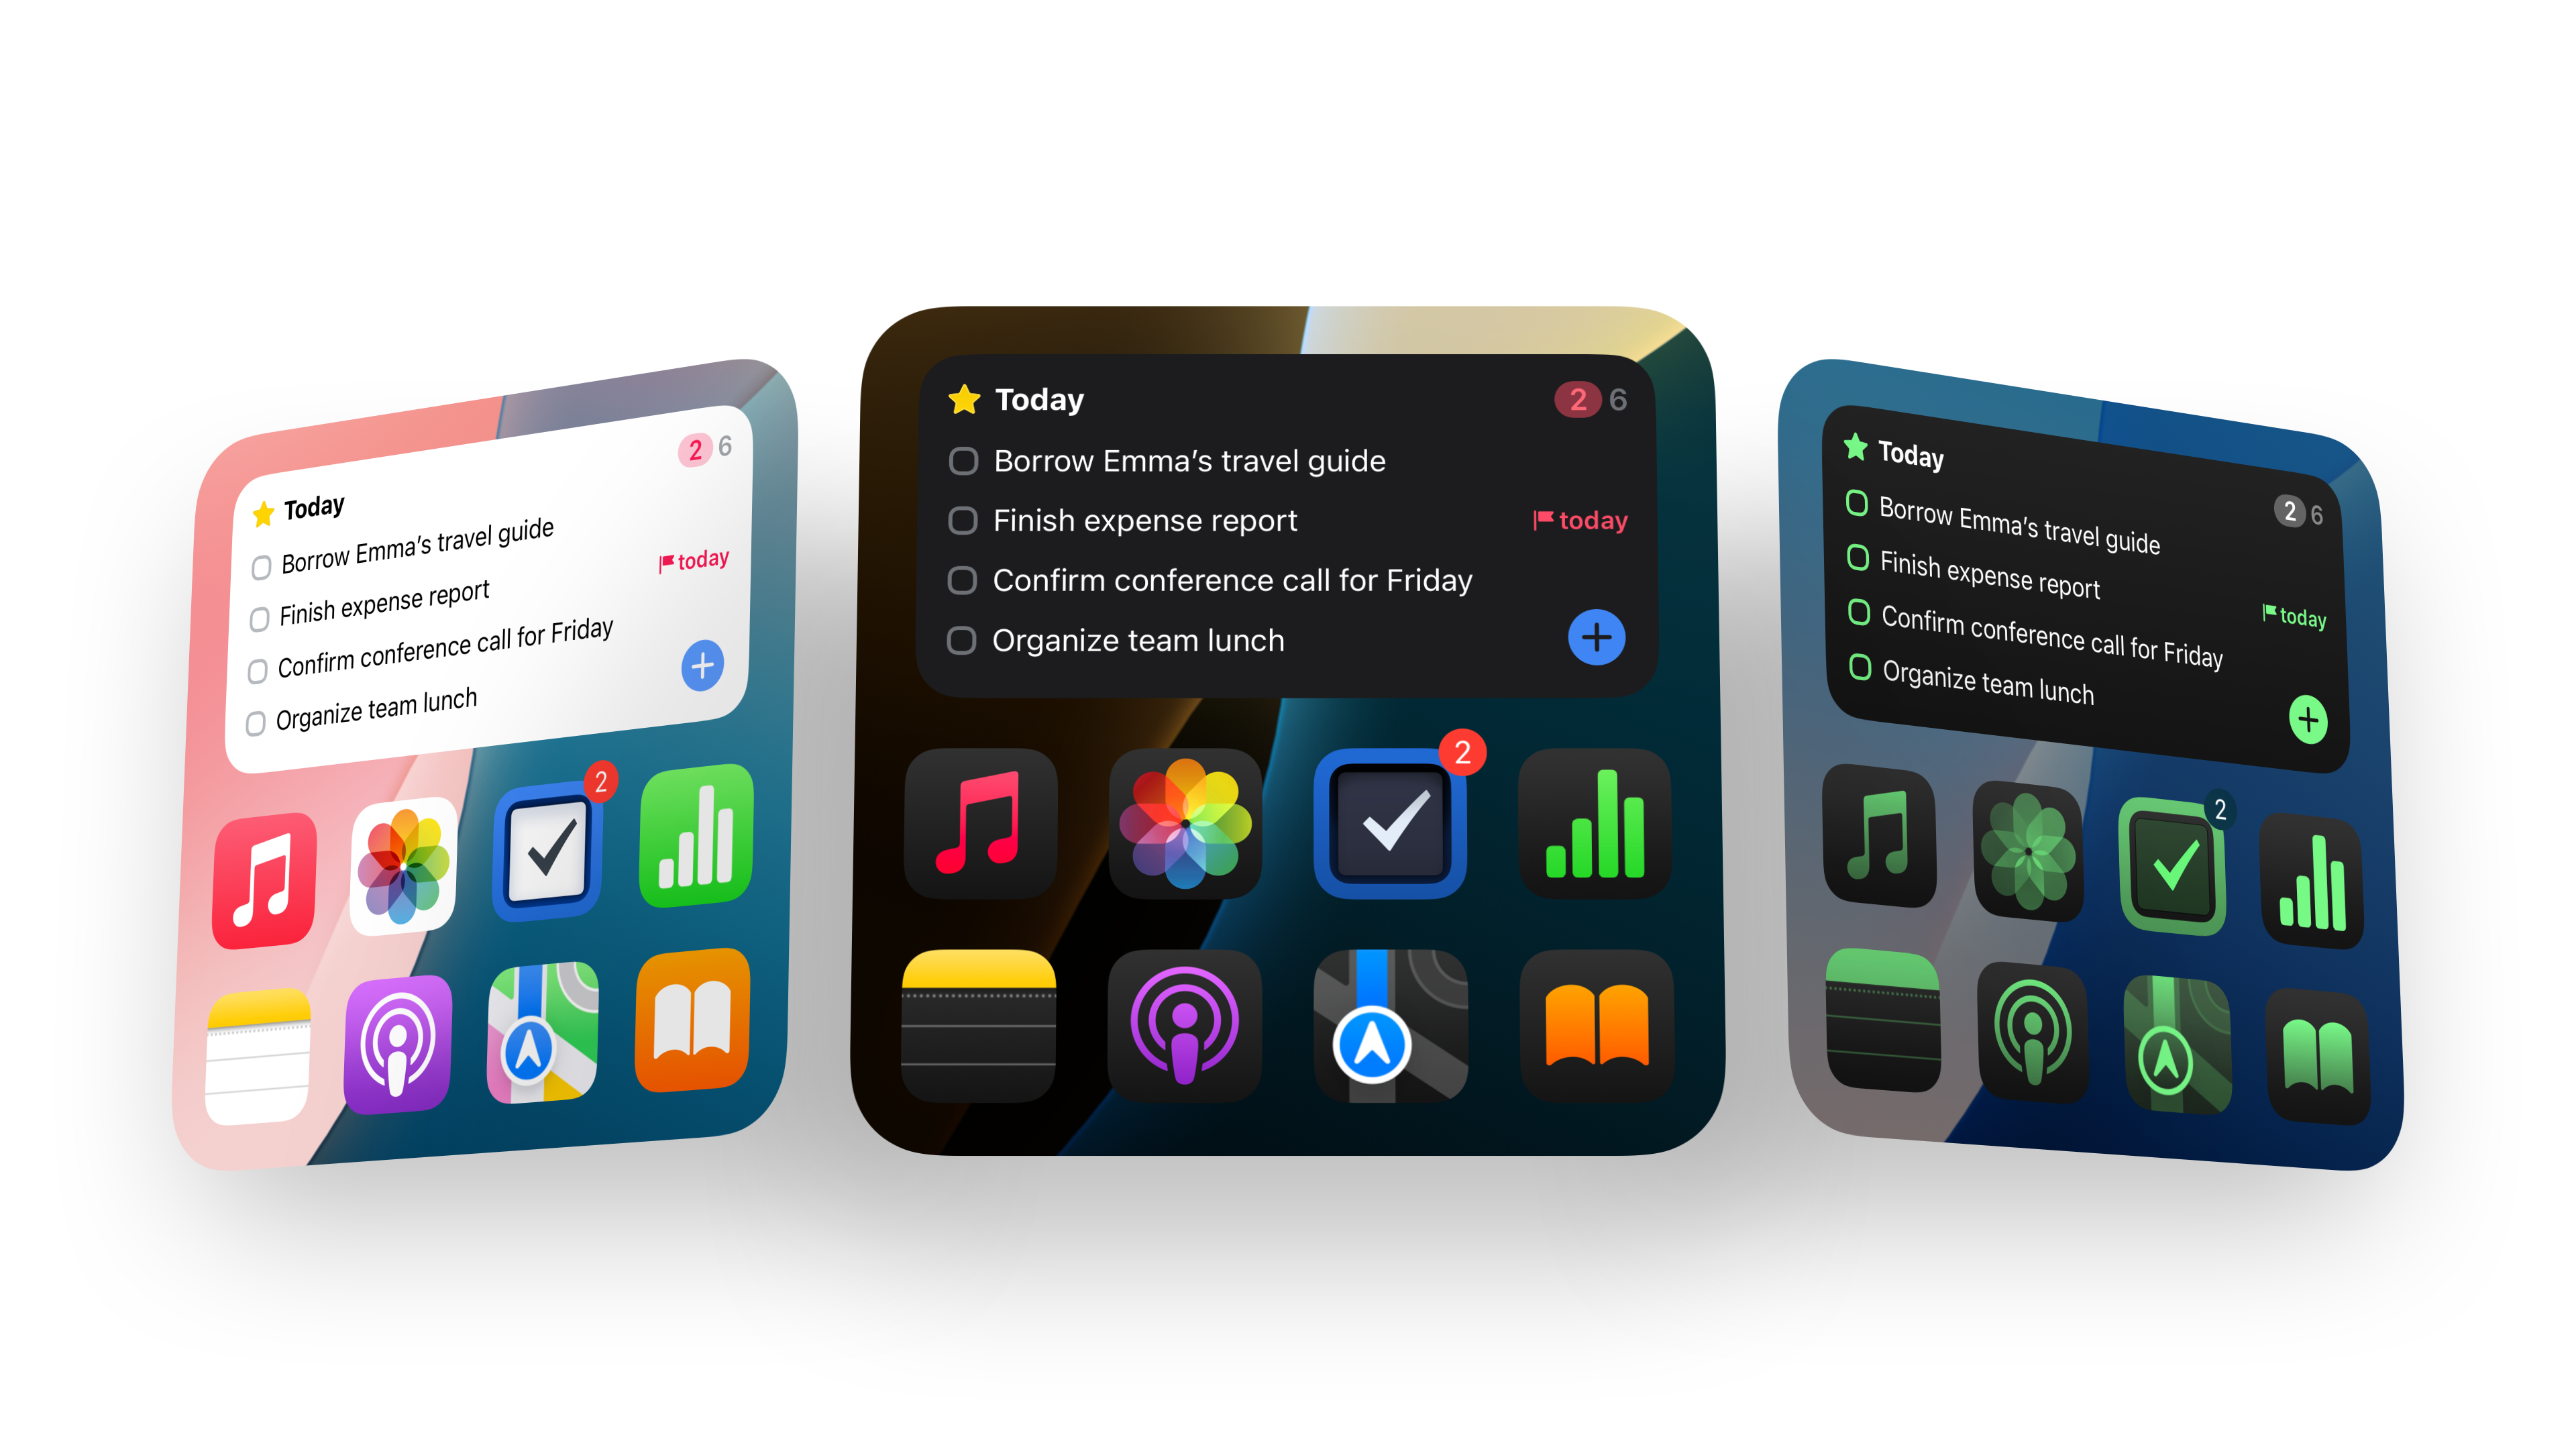 Today 2 6
Borrow Emma’s travel guide
Finish expense report today
Confirm conference call for Friday
Organize team lunch
2
Today 2 6
Borrow Emma’s travel guide
Finish expense report today
Confirm conference call for Friday
Organize team lunch
2
Today 2 6
Borrow Emma’s travel guide
Finish expense report today
Confirm conference call for Friday
Organize team lunch
2